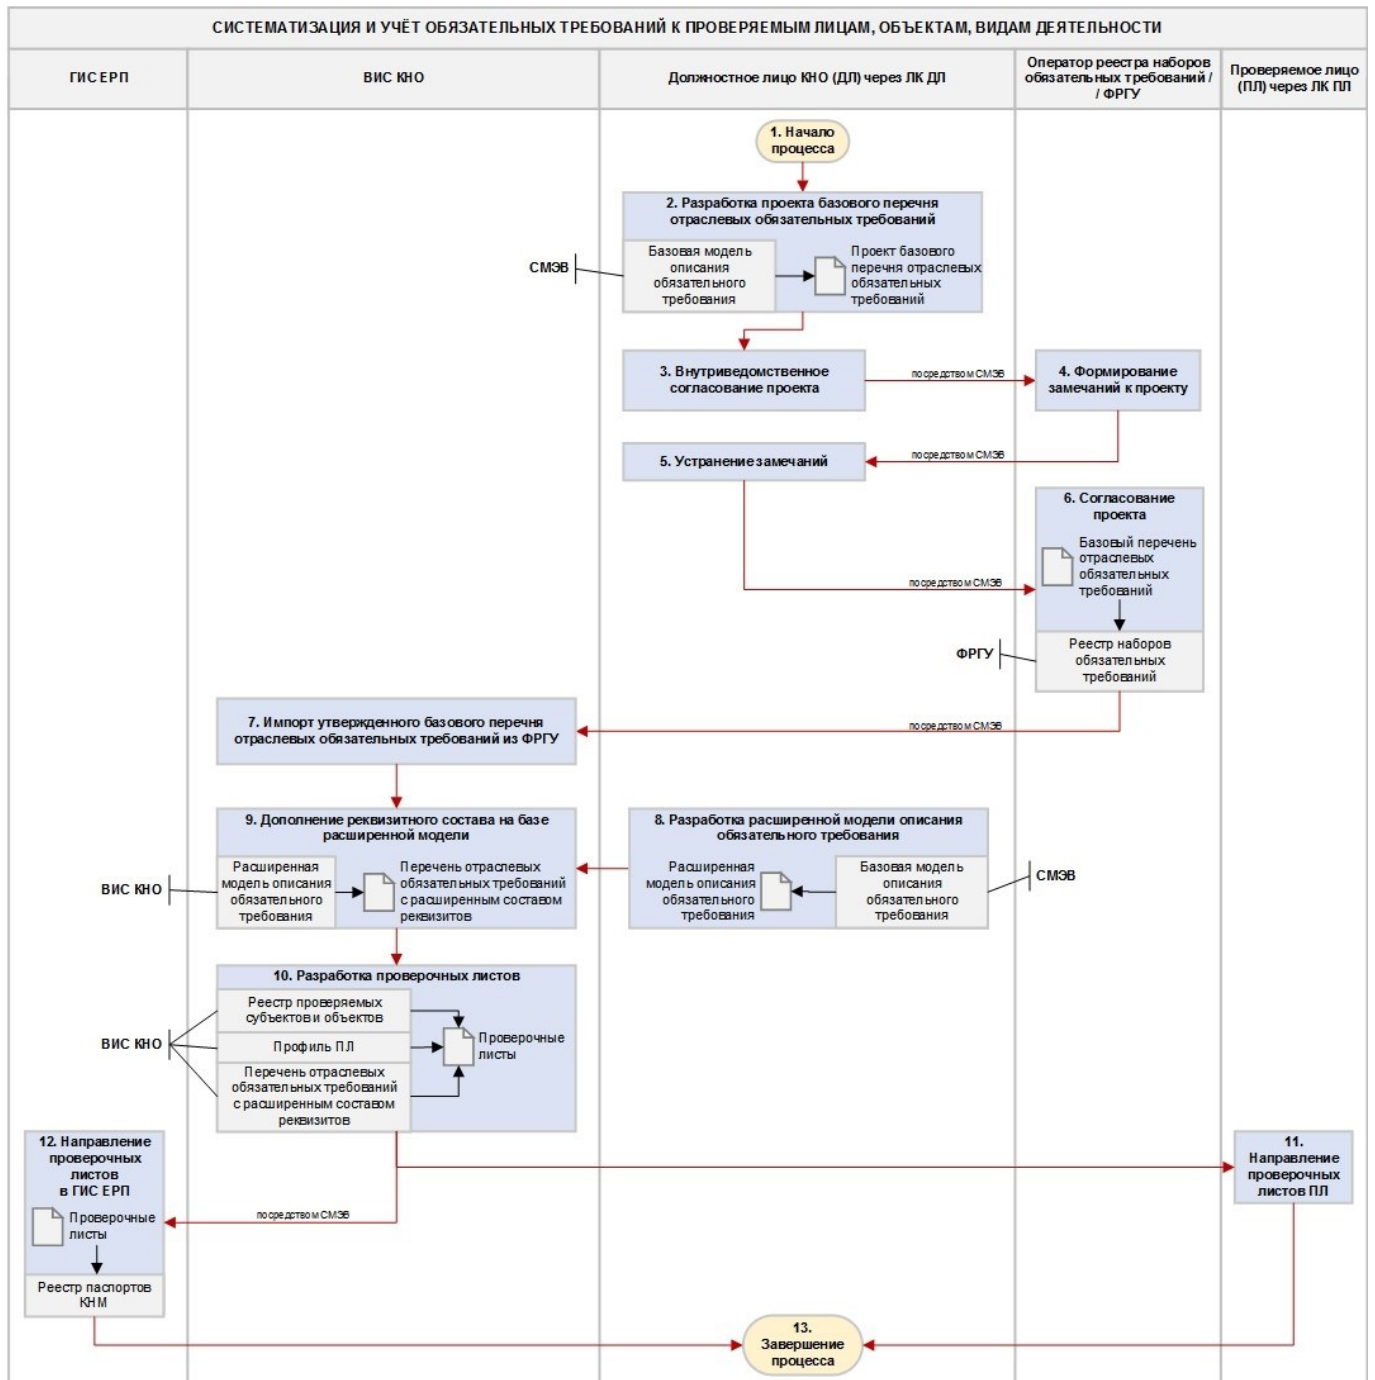 СИСТЕМАТИЗАЦИЯ И УЧЁТ ОБЯЗАТЕЛЬНЫХ ТРЕБОВАНИЙ К ПРОВЕРЯЕМЫМ ЛИЦАМ, ОБЪЕКТАМ, ВИДАМ ДЕЯТЕЛЬНОСТИ
ГИС ЕРП
ВИС КНО
Должностное лицо КНО (ДЛ) через ЛК ДЛ
Оператор реестра наборов
обязательных требований /
/ ФРГУ
Проверяемое лицо
(ПЛ) через ЛК ПЛ
1. Начало
процесса
2. Разработка проекта базового перечня
отраслевых обязательных требований
СМЭВ
Базовая модель
описания
обязательного
требования
Проект базового
перечня отраслевых
обязательных
требований
3. Внутриведомственное
согласование проекта
посредством СМЭВ
4. Формирование
замечаний к проекту
5. Устранение замечаний
посредством СМЭВ
6. Согласование
проекта
Базовый перечень
отраслевых
обязательных
требований
посредством СМЭВ
ФРГУ
Реестр наборов
обязательных
требований
7. Импорт утвержденного базового перечня
отраслевых обязательных требований из ФРГУ
посредством СМЭВ
9. Дополнение реквизитного состава на базе
расширенной модели
ВИС КНО
Расширенная
модель описания
обязательного
требования
Перечень отраслевых
обязательных требований
с расширенным составом
реквизитов
8. Разработка расширенной модели описания
обязательного требования
Расширенная
модель описания
обязательного
требования
Базовая модель
описания
обязательного
требования
СМЭВ
10. Разработка проверочных листов
ВИС КНО
Реестр проверяемых
субъектов и объектов
Профиль ПЛ
Перечень отраслевых
обязательных требований
с расширенным составом
реквизитов
Проверочные
листы
12. Направление
проверочных
листов
в ГИС ЕРП
Проверочные
листы
Реестр паспортов
КНМ
посредством СМЭВ
11.
Направление
проверочных
листов ПЛ
13.
Завершение
процесса